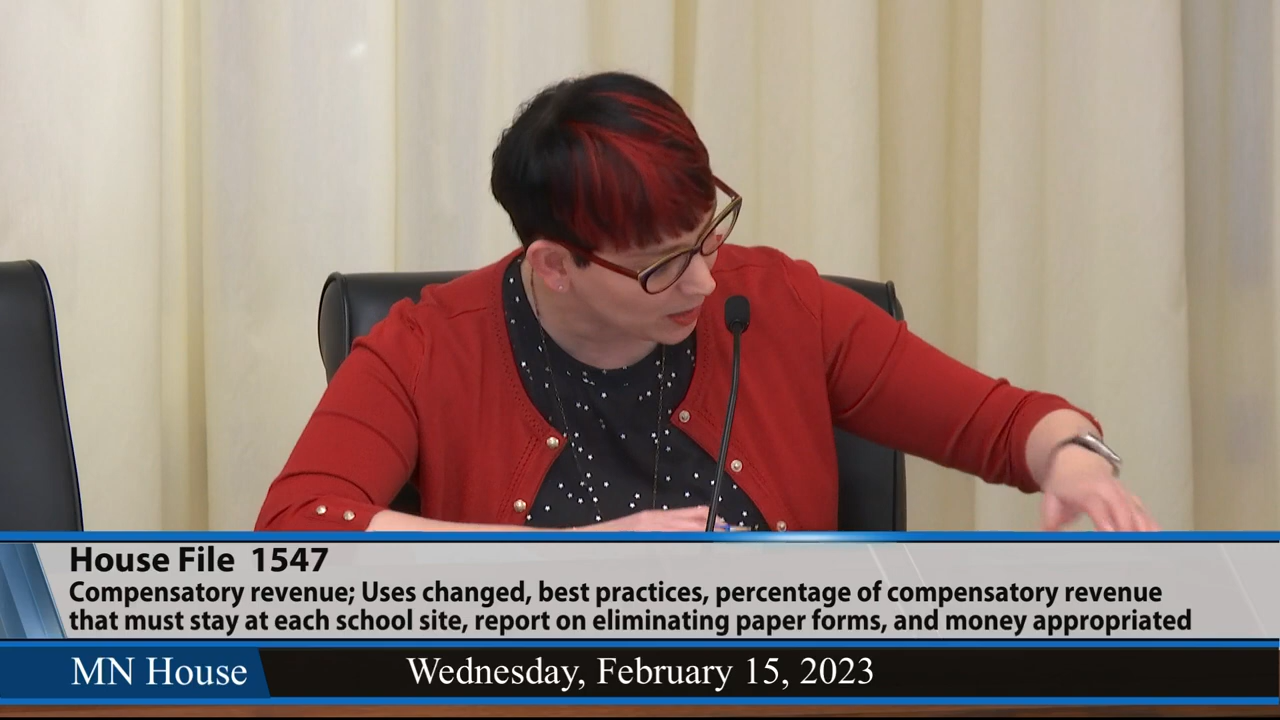 House File 1547
Compensatory revenue; Uses changed, best practices, percentage of compensatory revenue
that must stay at each school site, report on eliminating paper forms, and money appropriated
MN House
Wednesday, February 15, 2023